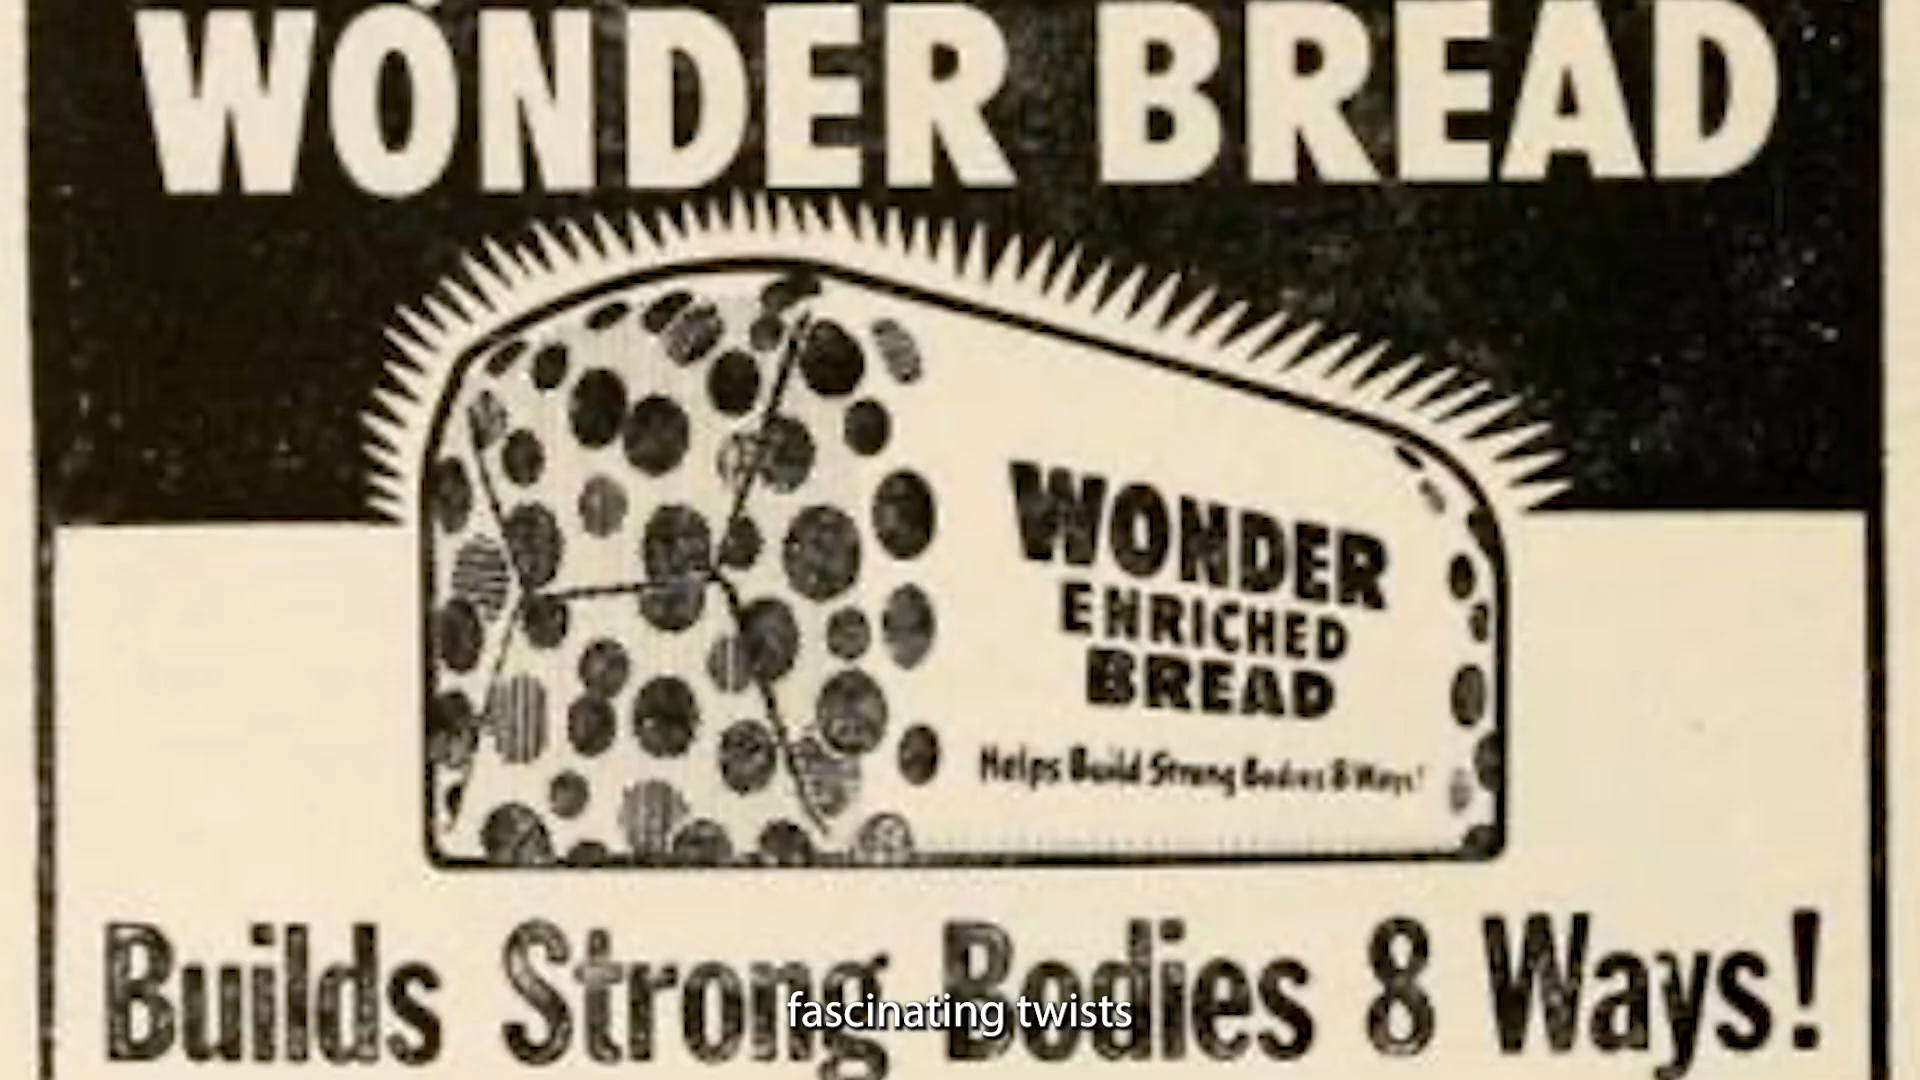 WONDER BREAD
WONDER
ENRICHED
BREAD
Helps Build Strong Bodies 8 Ways!
Builds Strong Bodies 8 Ways!
fascinating twists